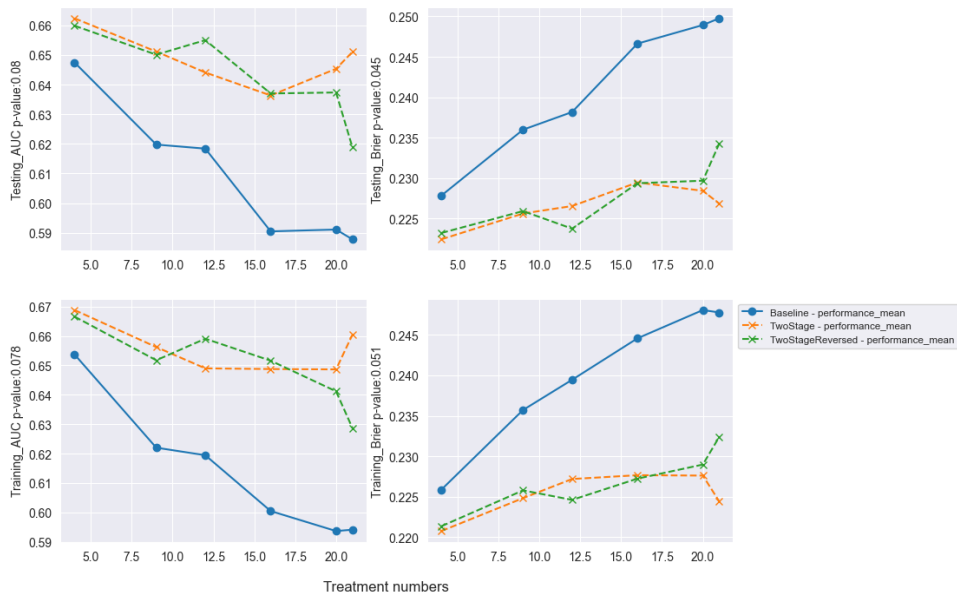 Testing_AUC p-value:0.08
0.66
0.65
0.64
0.63
0.62
0.61
0.60
0.59
5.0 7.5 10.0 12.5 15.0 17.5 20.0
Testing_Brier p-value:0.045
0.250
0.245
0.240
0.235
0.230
0.225
5.0 7.5 10.0 12.5 15.0 17.5 20.0
Training_AUC p-value:0.078
0.67
0.66
0.65
0.64
0.63
0.62
0.61
0.60
0.59
5.0 7.5 10.0 12.5 15.0 17.5 20.0
Training_Brier p-value:0.051
0.245
0.240
0.235
0.230
0.225
0.220
5.0 7.5 10.0 12.5 15.0 17.5 20.0
Baseline - performance_mean
TwoStage - performance_mean
TwoStageReversed - performance_mean
Treatment numbers